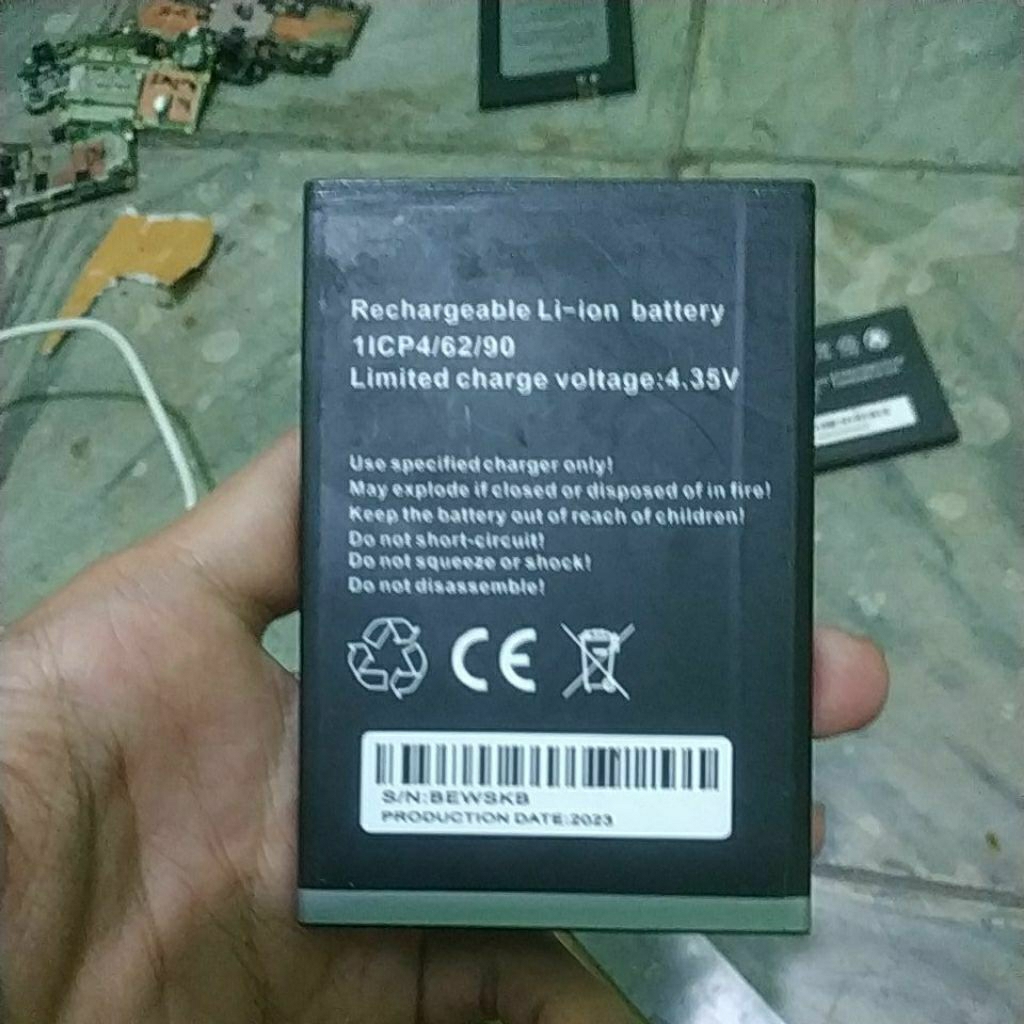 Rechargeable Li-ion battery
1ICP4/62/90
Limited charge voltage:4.35V
Use specified charger only!
May explode if closed or disposed of in fire!
Keep the battery out of reach of children!
Do not short-circuit!
Do not squeeze or shock!
Do not disassemble!
CE
S/N:BEWSKB
PRODUCTION DATE:2023